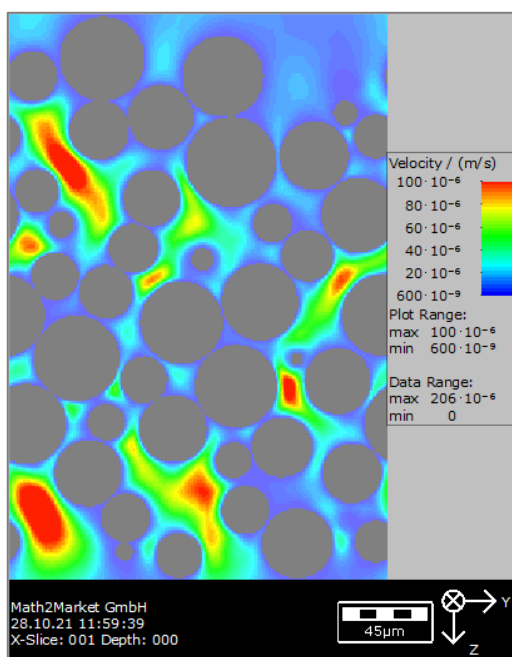 Velocity / (m/s)
100·10⁻⁶
80·10⁻⁶
60·10⁻⁶
40·10⁻⁶
20·10⁻⁶
600·10⁻⁹
Plot Range:
max 100·10⁻⁶
min 600·10⁻⁹
Data Range:
max 206·10⁻⁶
min 0
Math2Market GmbH
28.10.21 11:59:39
X-Slice: 001 Depth: 000
45µm
Y
Z